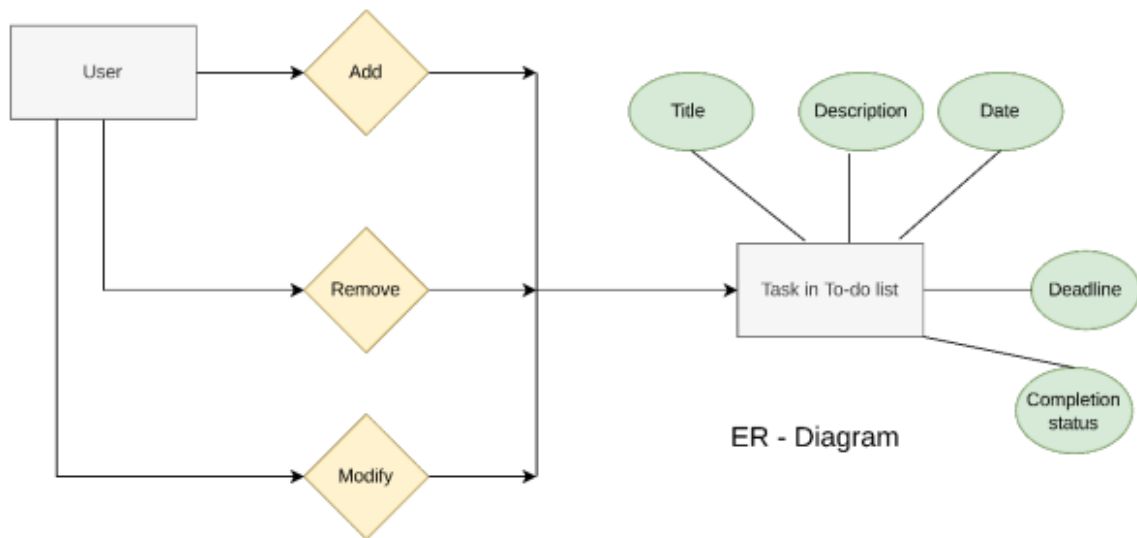 User
Add
Title
Description
Date
Remove
Task in To-do list
Deadline
Completion
status
ER - Diagram
Modify